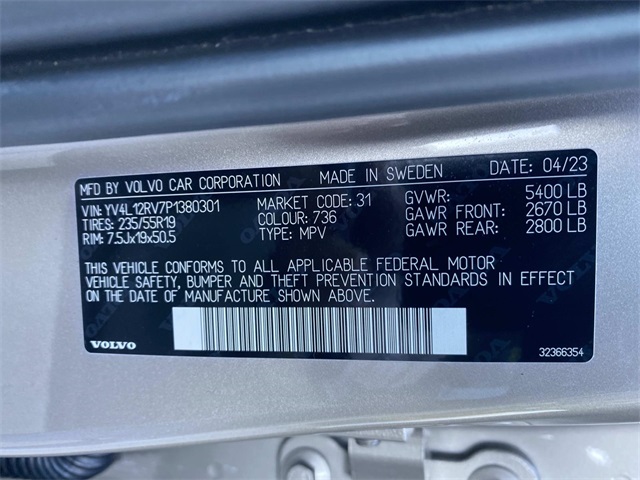 MFD BY VOLVO CAR CORPORATION MADE IN SWEDEN DATE: 04/23
VIN: YV4L12RV7P1380301 MARKET CODE: 31 GVWR: 5400 LB
TIRES: 235/55R19 COLOUR: 736 GAWR FRONT: 2670 LB
RIM: 7.5Jx19x50.5 TYPE: MPV GAWR REAR: 2800 LB
THIS VEHICLE CONFORMS TO ALL APPLICABLE FEDERAL MOTOR
VEHICLE SAFETY, BUMPER AND THEFT PREVENTION STANDARDS IN EFFECT
ON THE DATE OF MANUFACTURE SHOWN ABOVE.
VOLVO 32366354